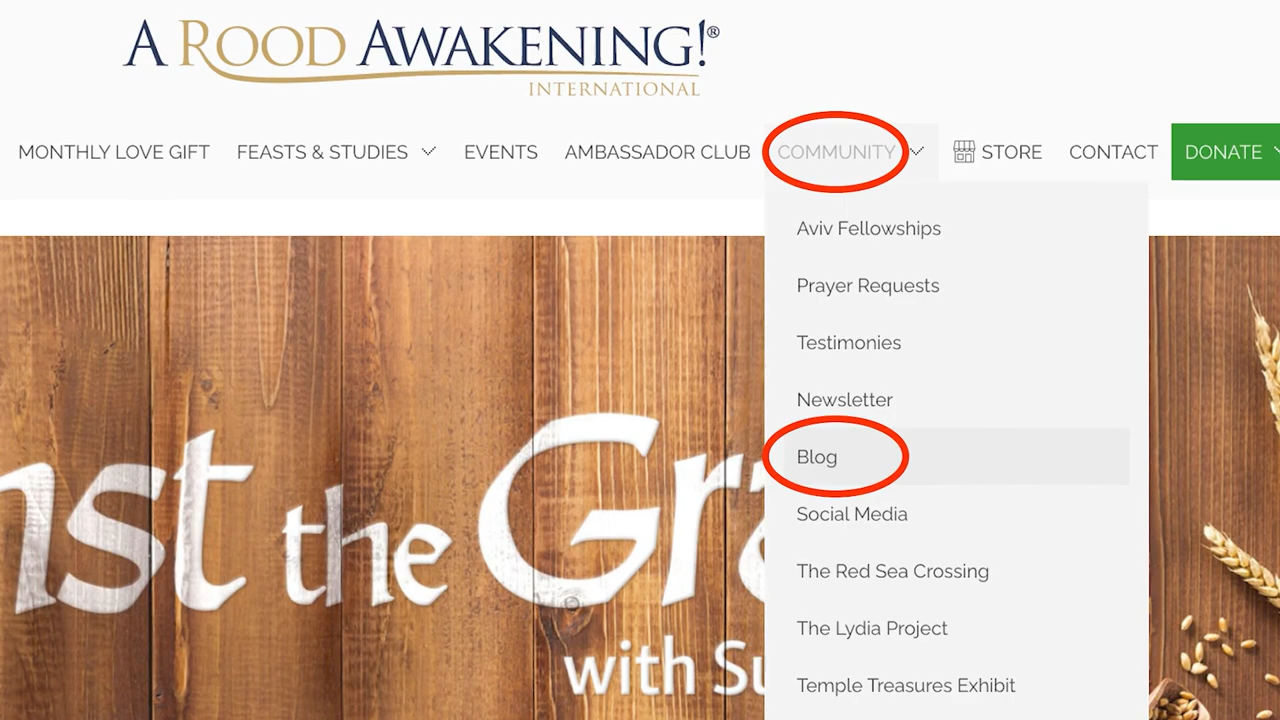 A ROOD AWAKENING!®
INTERNATIONAL
MONTHLY LOVE GIFT FEASTS & STUDIES EVENTS AMBASSADOR CLUB COMMUNITY STORE CONTACT DONATE
Aviv Fellowships
Prayer Requests
Testimonies
Newsletter
Blog
Social Media
The Red Sea Crossing
The Lydia Project
Temple Treasures Exhibit
the
with